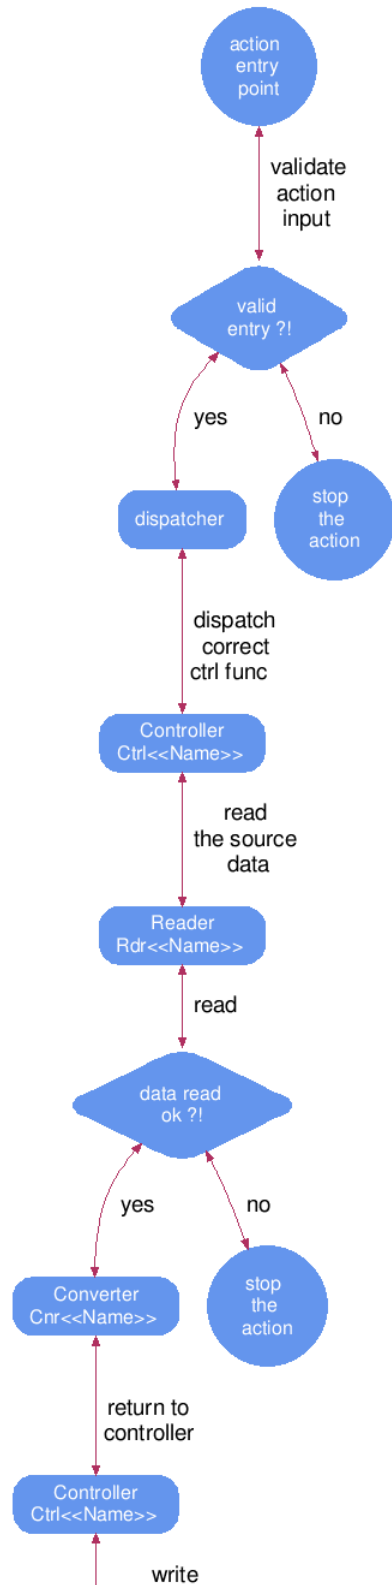 action
entry
point
validate
action
input
valid
entry ?!
yes
no
dispatcher
stop
the
action
dispatch
correct
ctrl func
Controller
Ctrl<<Name>>
read
the source
data
Reader
Rdr<<Name>>
read
data read
ok ?!
yes
no
Converter
Cnr<<Name>>
stop
the
action
return to
controller
Controller
Ctrl<<Name>>
write